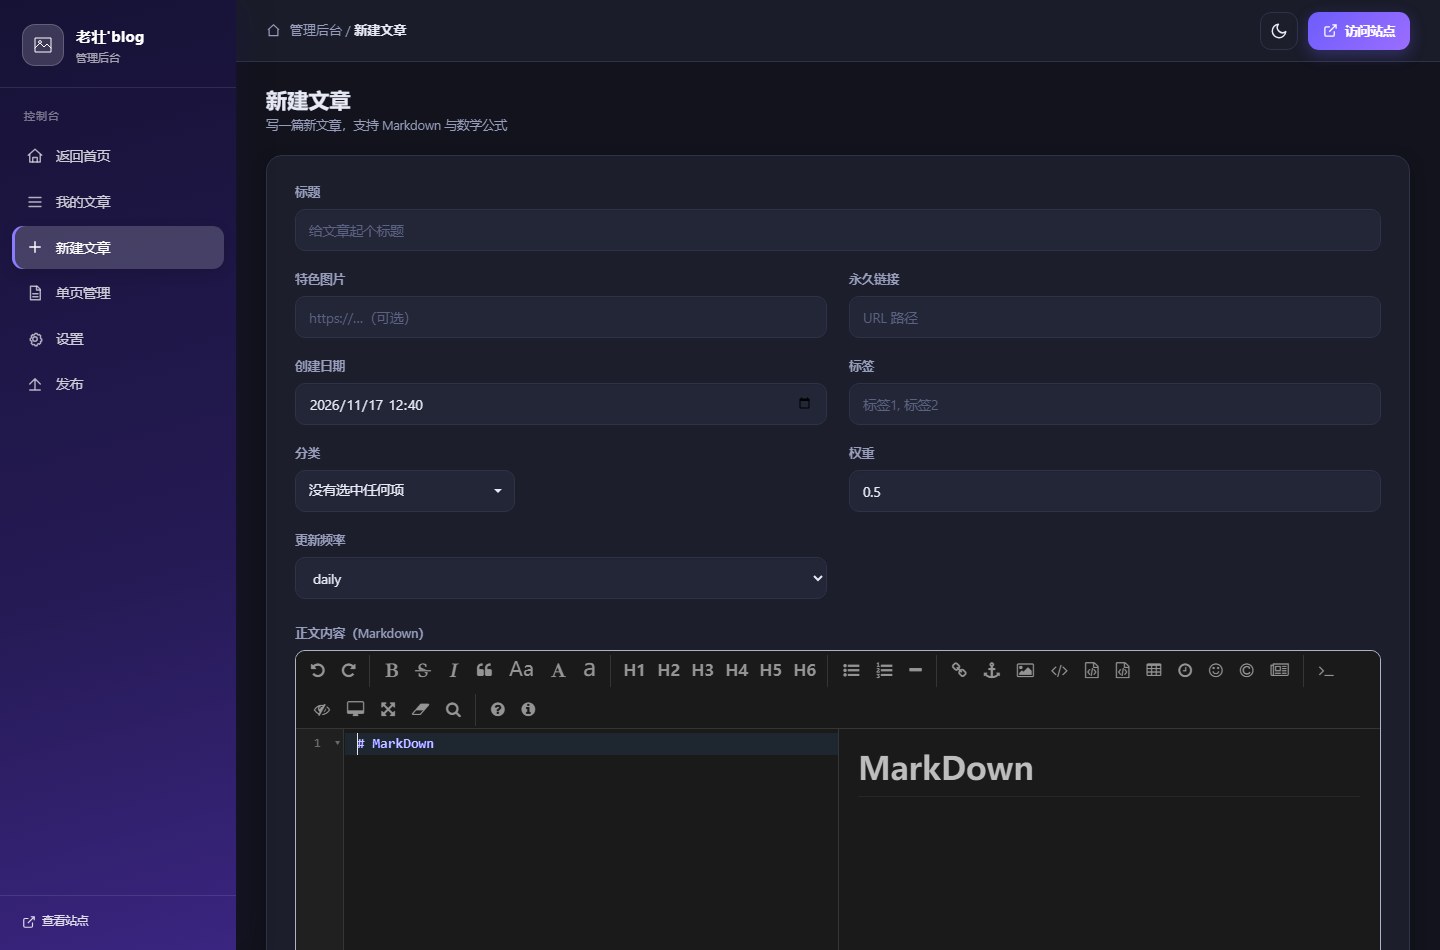 老壮'blog
管理后台
控制台
返回首页
我的文章
新建文章
单页管理
设置
发布
查看站点
管理后台 / 新建文章
访问站点
新建文章
写一篇新文章，支持 Markdown 与数学公式
标题
给文章起个标题
特色图片
永久链接
https://...（可选）
URL 路径
创建日期
标签
2026/11/17 12:40
标签1, 标签2
分类
权重
没有选中任何项
0.5
更新频率
daily
正文内容（Markdown）
B S I Aa A a H1 H2 H3 H4 H5 H6
1
# MarkDown
MarkDown